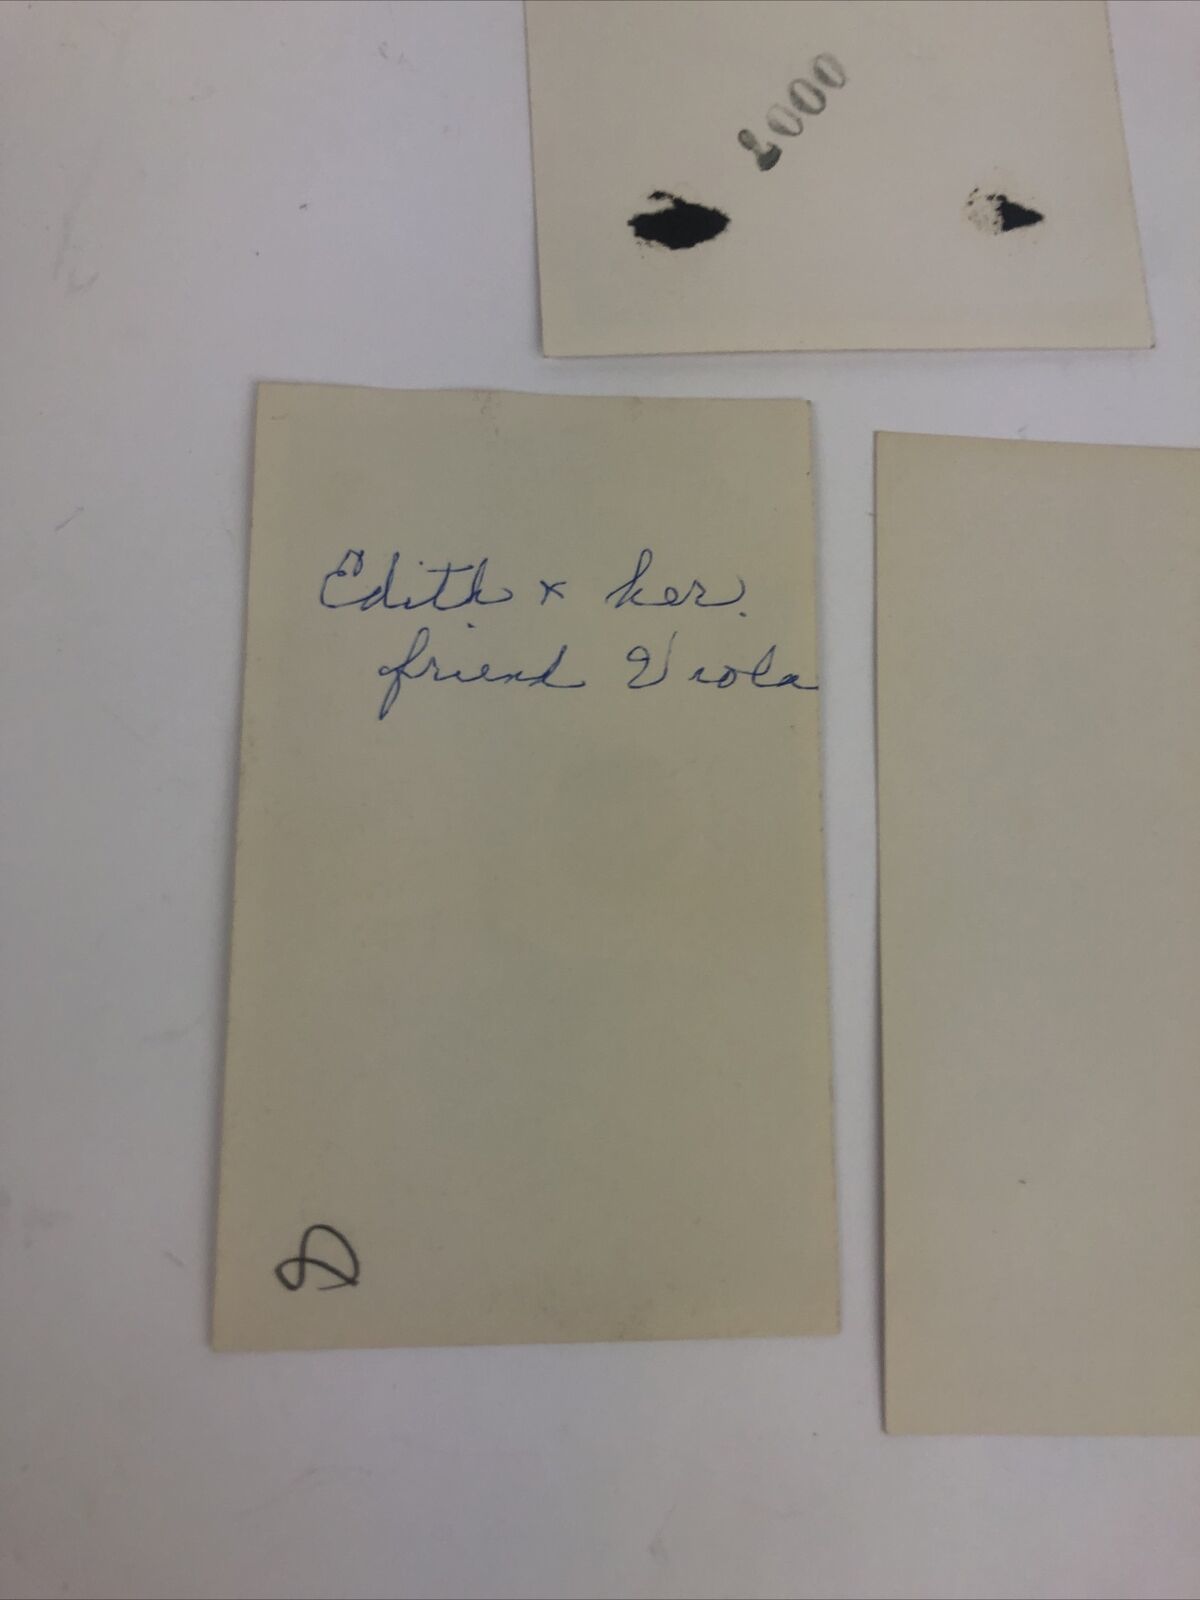 2000
Edith x her.
friend Viola